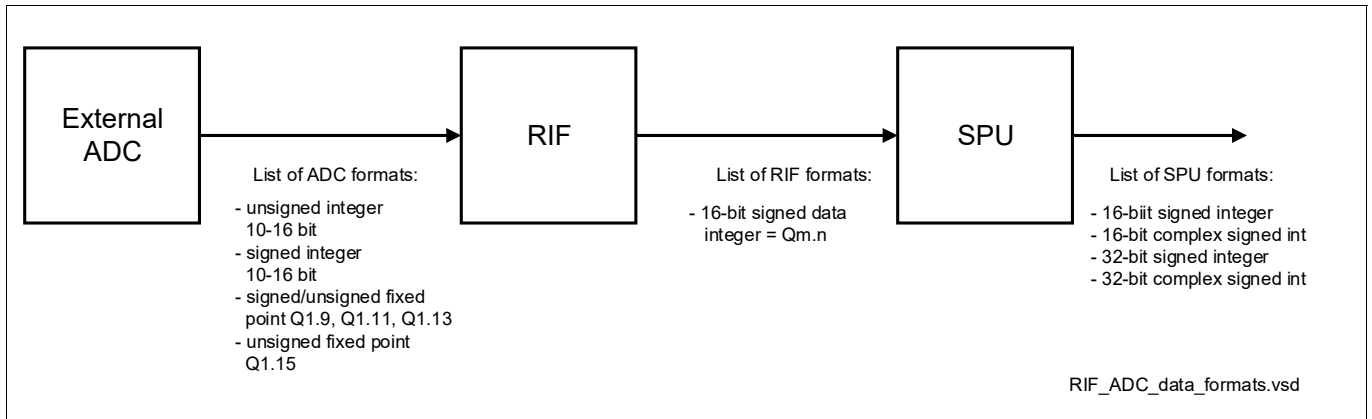 External
ADC
RIF
SPU
List of ADC formats:
- unsigned integer
10-16 bit
- signed integer
10-16 bit
- signed/unsigned fixed
point Q1.9, Q1.11, Q1.13
- unsigned fixed point
Q1.15
List of RIF formats:
- 16-bit signed data
integer = Qm.n
List of SPU formats:
- 16-biit signed integer
- 16-bit complex signed int
- 32-bit signed integer
- 32-bit complex signed int
RIF_ADC_data_formats.vsd